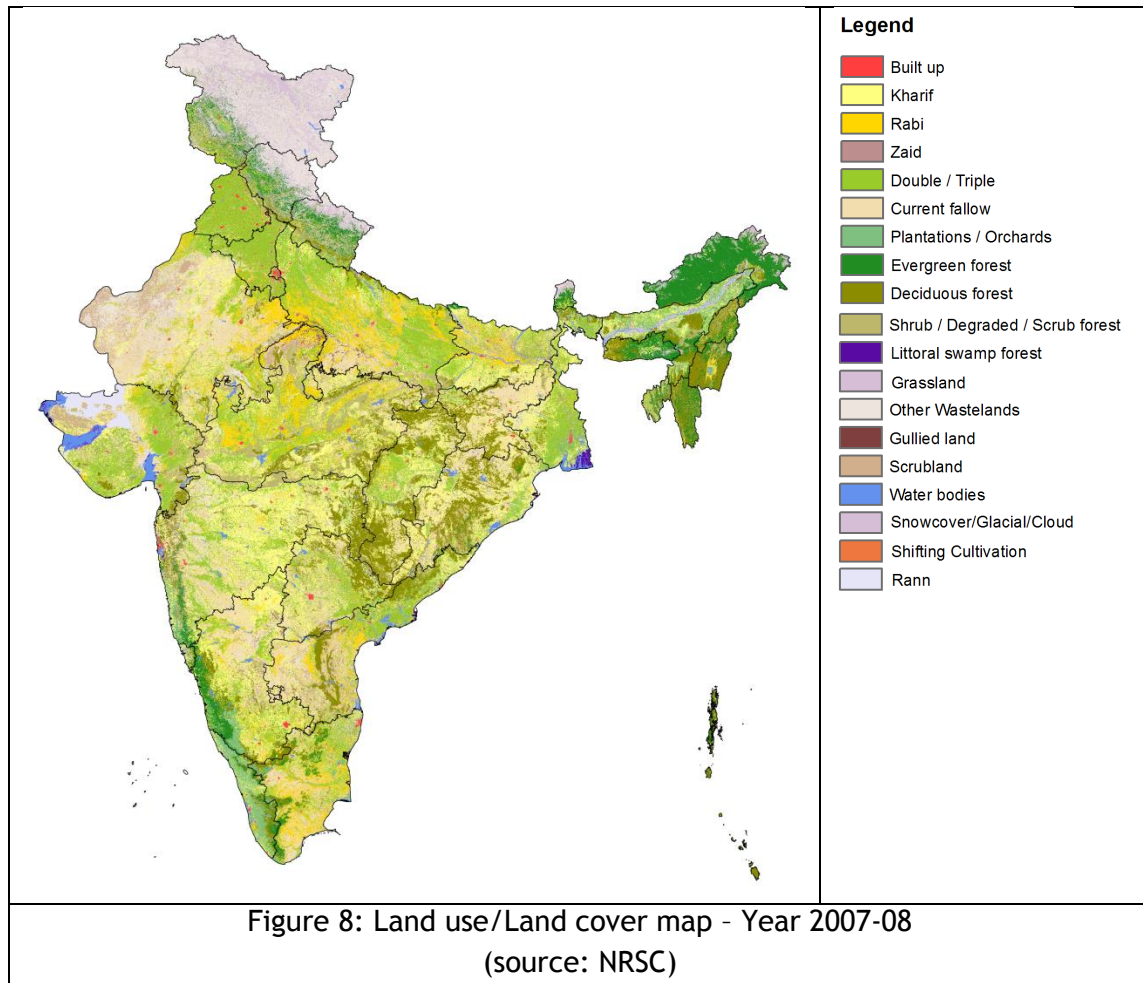 Legend
Built up
Kharif
Rabi
Zaid
Double / Triple
Current fallow
Plantations / Orchards
Evergreen forest
Deciduous forest
Shrub / Degraded / Scrub forest
Littoral swamp forest
Grassland
Other Wastelands
Gullied land
Scrubland
Water bodies
Snowcover/Glacial/Cloud
Shifting Cultivation
Rann
Figure 8: Land use/Land cover map - Year 2007-08
(source: NRSC)